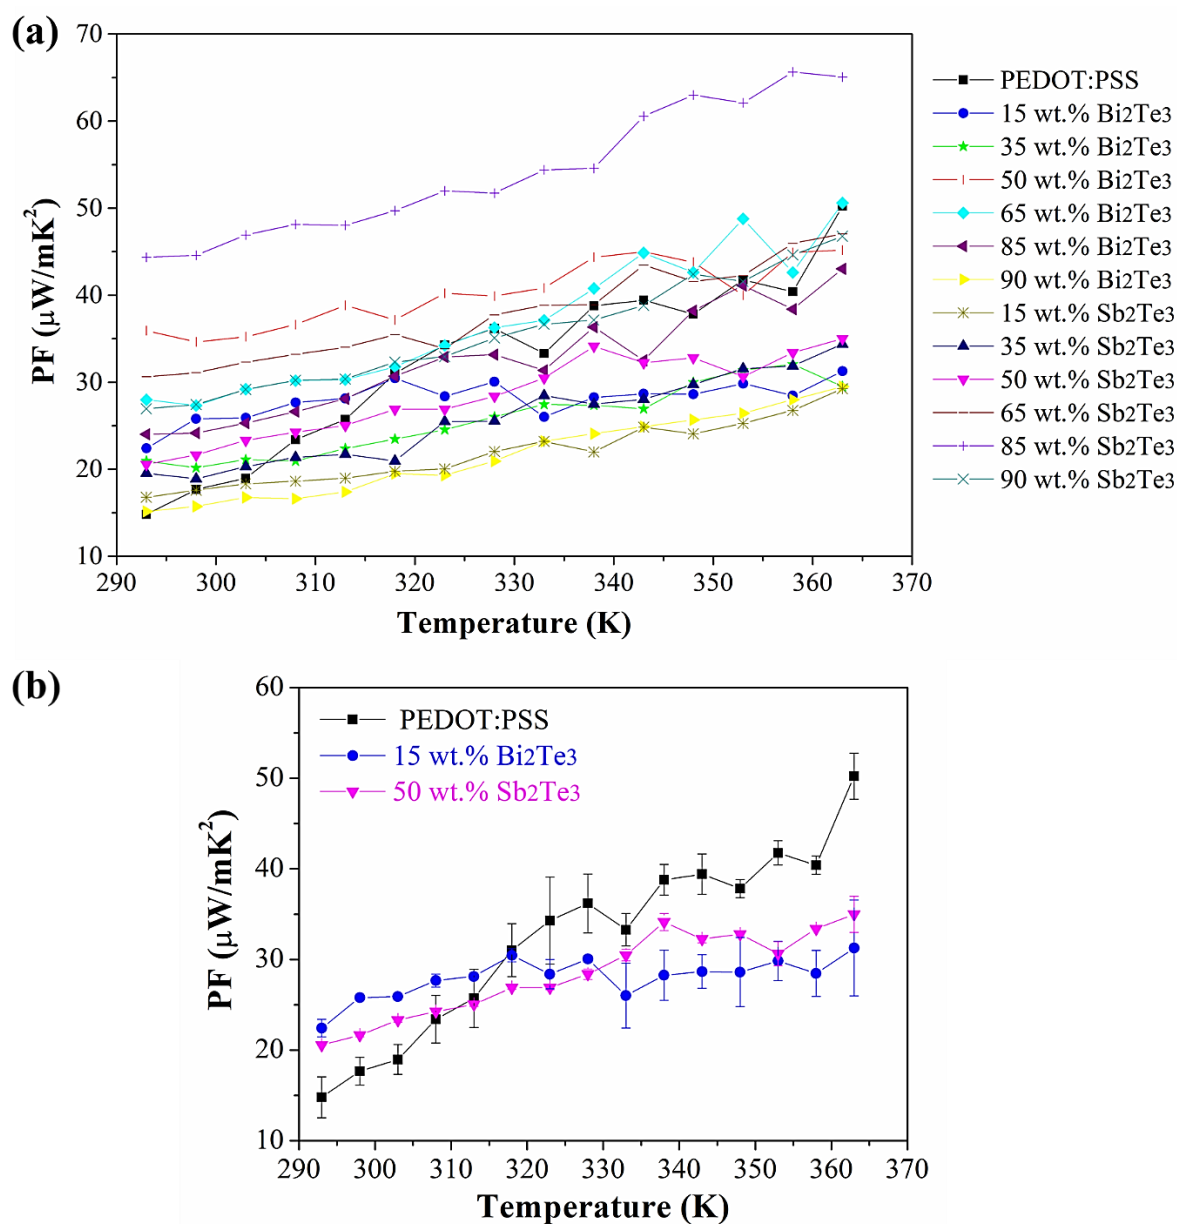 (a)
70
60
50
40
30
20
10
PF (μW/mK²)
290 300 310 320 330 340 350 360 370
Temperature (K)
PEDOT:PSS
15 wt.% Bi2Te3
35 wt.% Bi2Te3
50 wt.% Bi2Te3
65 wt.% Bi2Te3
85 wt.% Bi2Te3
90 wt.% Bi2Te3
15 wt.% Sb2Te3
35 wt.% Sb2Te3
50 wt.% Sb2Te3
65 wt.% Sb2Te3
85 wt.% Sb2Te3
90 wt.% Sb2Te3
(b)
60
50
40
30
20
10
PF (μW/mK²)
PEDOT:PSS
15 wt.% Bi2Te3
50 wt.% Sb2Te3
290 300 310 320 330 340 350 360 370
Temperature (K)